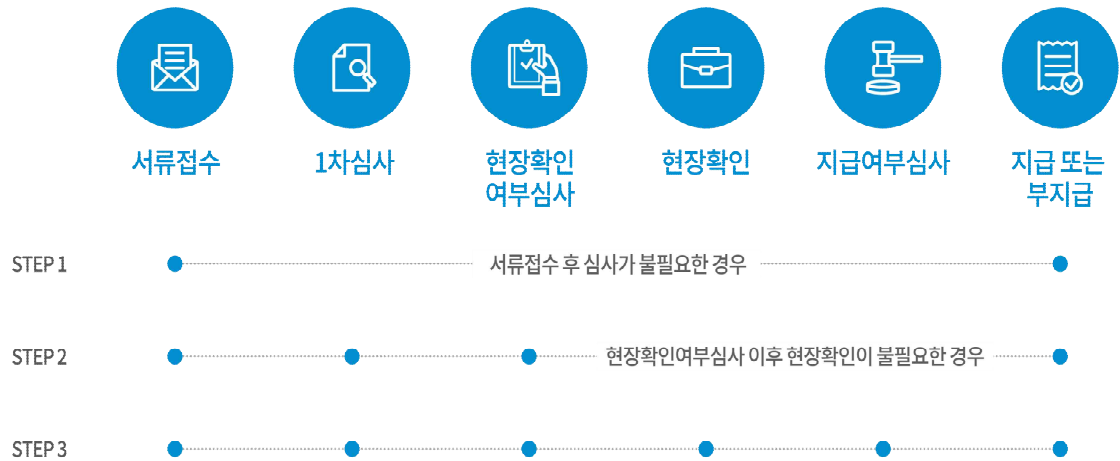 서류접수
1차심사
현장확인
여부심사
현장확인
지급여부심사
지급 또는
부지급
STEP 1
서류접수 후 심사가 불필요한 경우
STEP 2
현장확인여부심사 이후 현장확인이 불필요한 경우
STEP 3